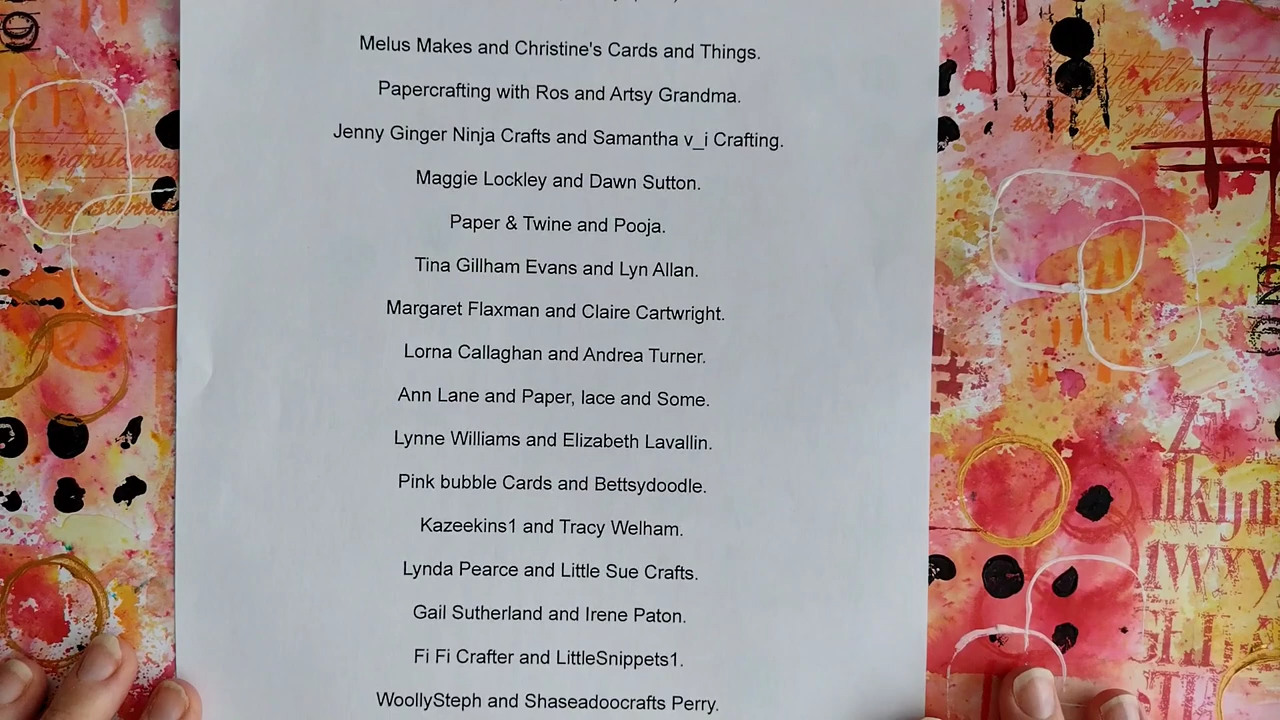 Melus Makes and Christine's Cards and Things.
Papercrafting with Ros and Artsy Grandma.
Jenny Ginger Ninja Crafts and Samantha v_i Crafting.
Maggie Lockley and Dawn Sutton.
Paper & Twine and Pooja.
Tina Gillham Evans and Lyn Allan.
Margaret Flaxman and Claire Cartwright.
Lorna Callaghan and Andrea Turner.
Ann Lane and Paper, lace and Some.
Lynne Williams and Elizabeth Lavallin.
Pink bubble Cards and Bettsydoodle.
Kazeekins1 and Tracy Welham.
Lynda Pearce and Little Sue Crafts.
Gail Sutherland and Irene Paton.
Fi Fi Crafter and LittleSnippets1.
WoollySteph and Shaseadoocrafts Perry.